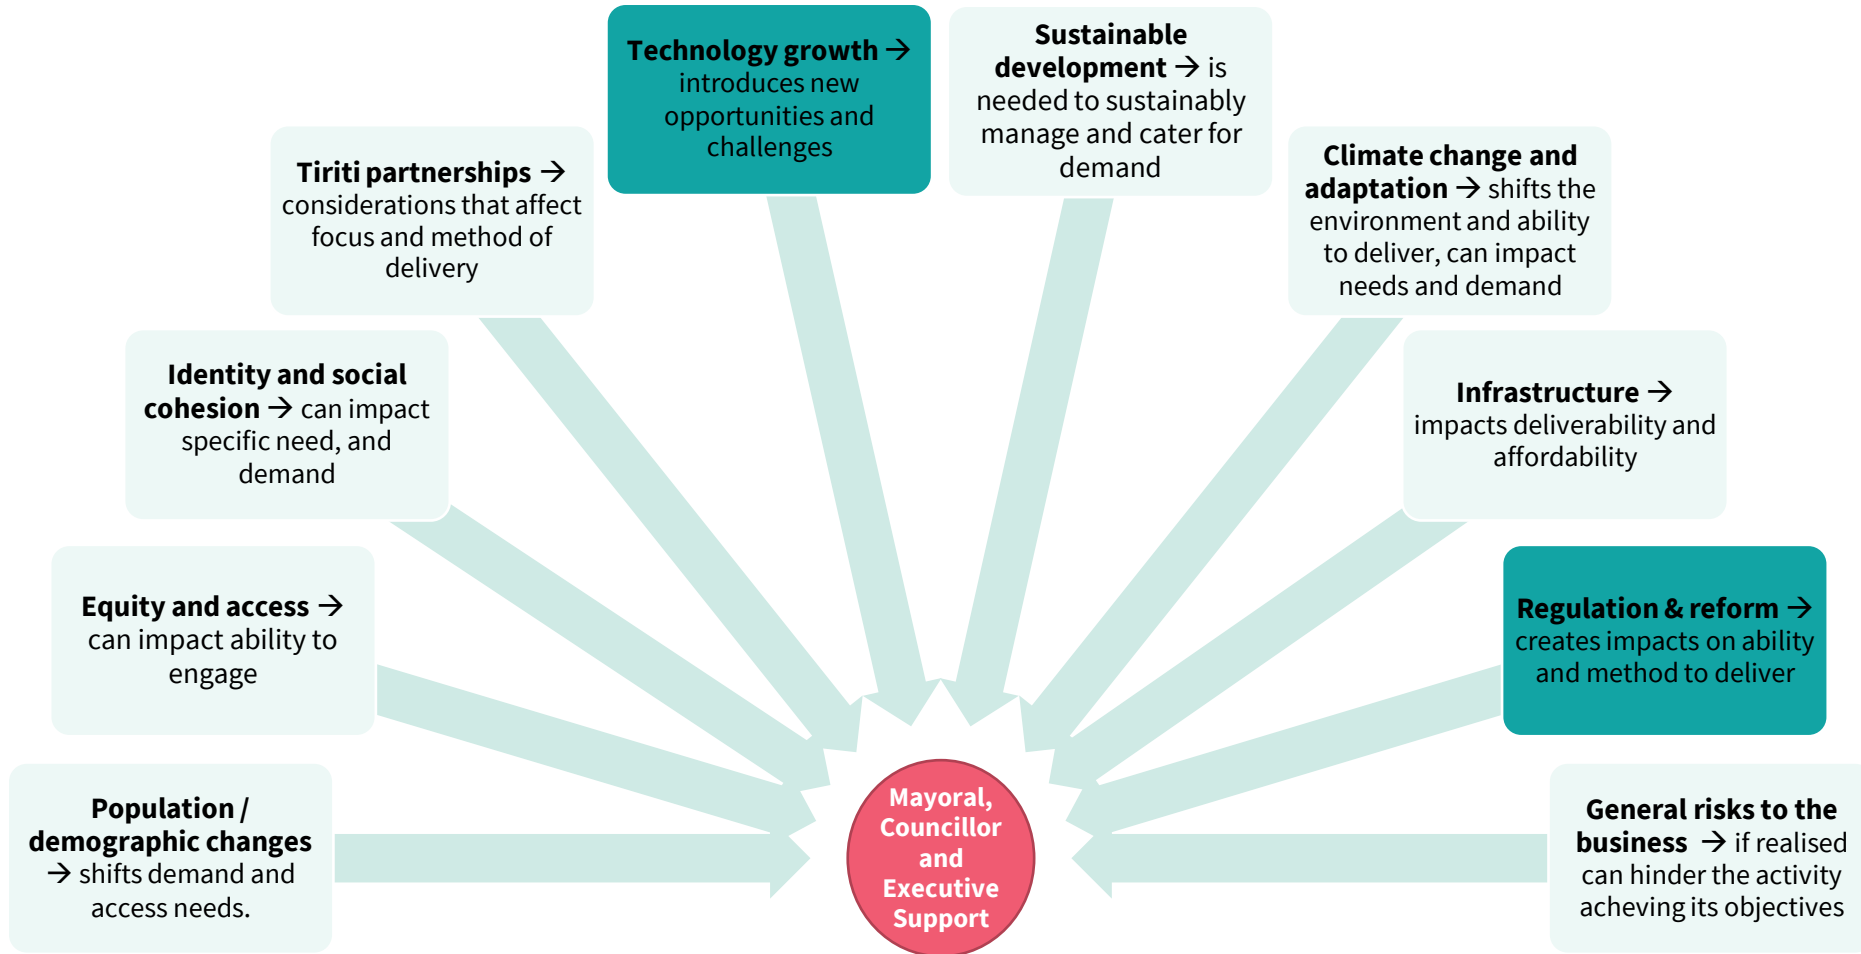 Technology growth →
introduces new
opportunities and
challenges
Sustainable
development → is
needed to sustainably
manage and cater for
demand
Tiriti partnerships →
considerations that affect
focus and method of
delivery
Climate change and
adaptation → shifts the
environment and ability
to deliver, can impact
needs and demand
Identity and social
cohesion → can impact
specific need, and
demand
Infrastructure →
impacts deliverability and
affordability
Equity and access →
can impact ability to
engage
Regulation & reform →
creates impacts on ability
and method to deliver
Population /
demographic changes
→ shifts demand and
access needs.
Mayoral,
Councillor
and
Executive
Support
General risks to the
business → if realised
can hinder the activity
acheving its objectives